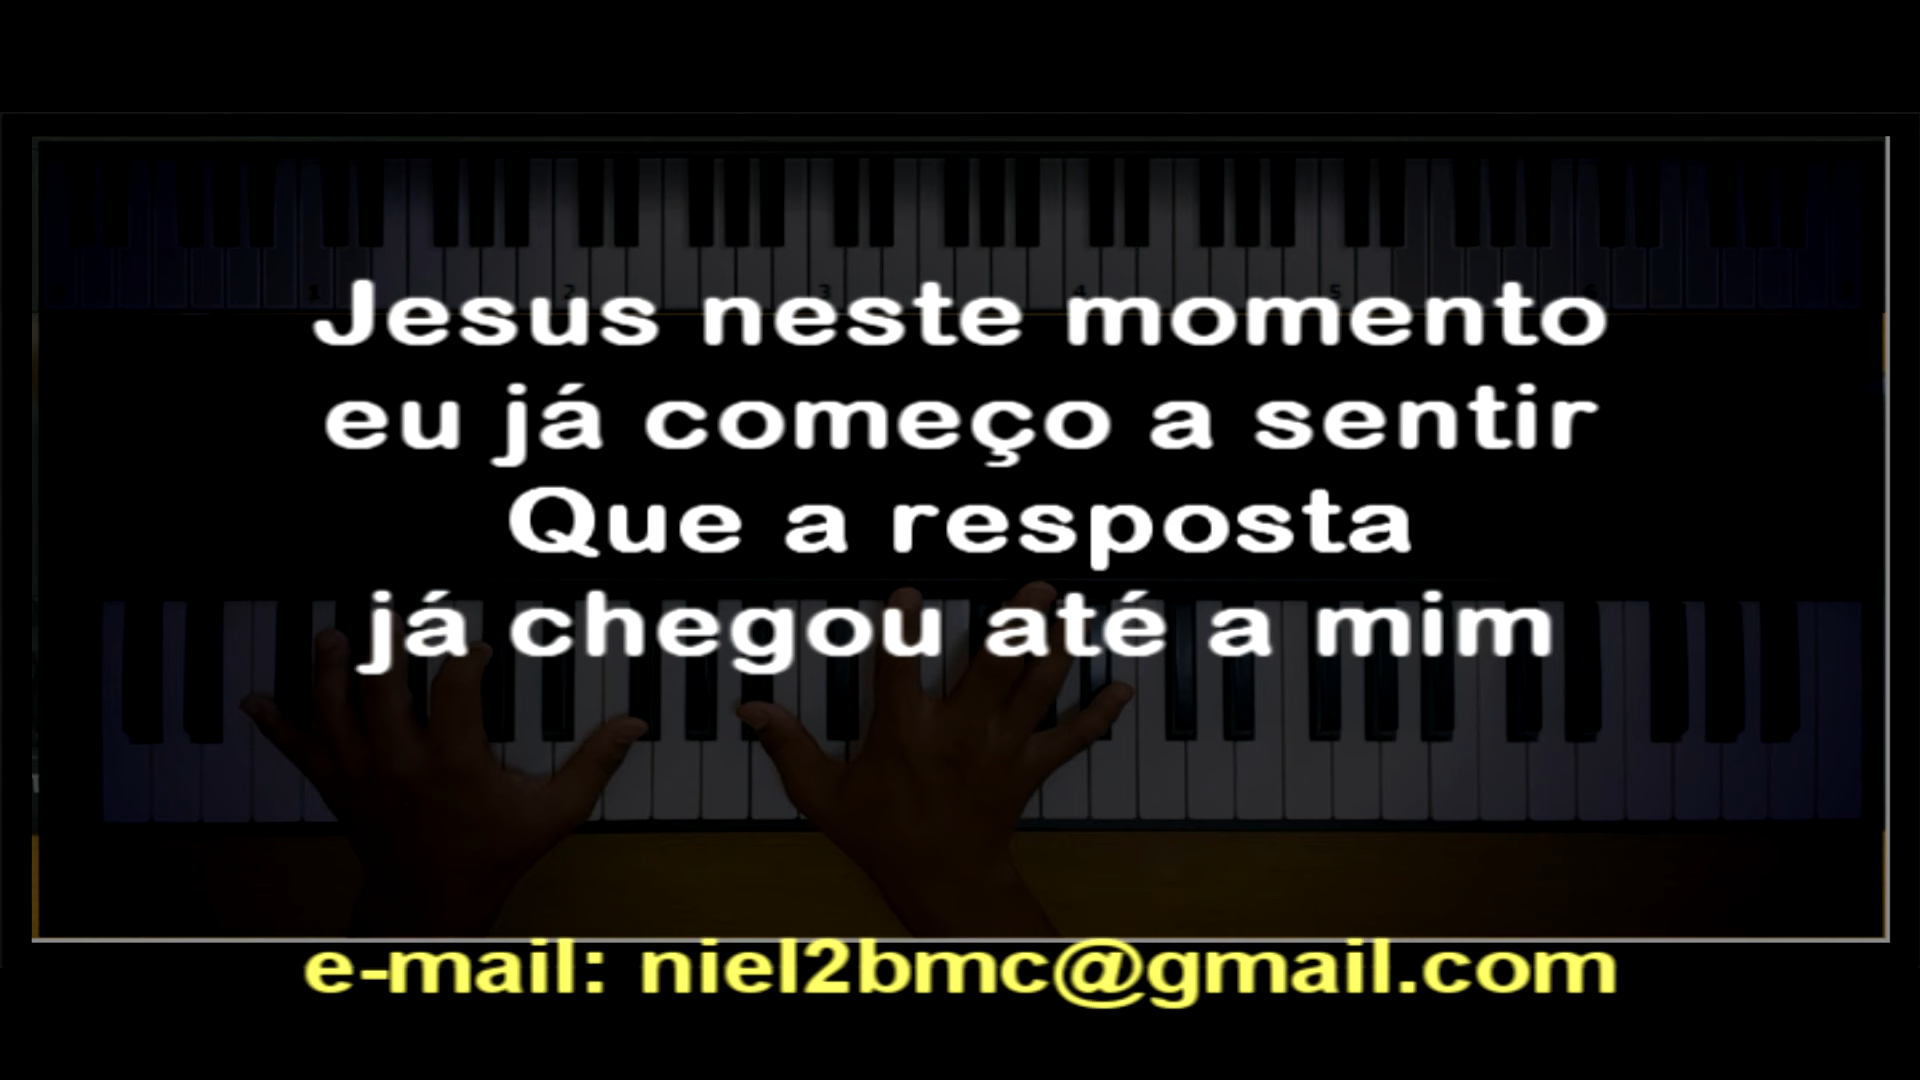 Jesus neste momento
eu já começo a sentir
Que a resposta
já chegou até a mim
e-mail: niel2bmc@gmail.com